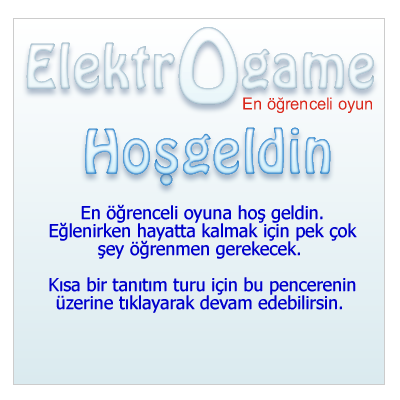 ElektrOgame
En öğrenceli oyun
Hoşgeldin
En öğrenceli oyuna hoş geldin.
Eğlenirken hayatta kalmak için pek çok
şey öğrenmen gerekecek.
Kısa bir tanıtım turu için bu pencerenin
üzerine tıklayarak devam edebilirsin.